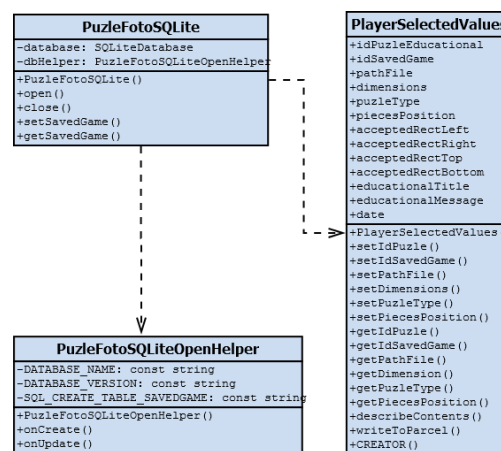 PuzleFotoSQLite
-database: SQLiteDatabase
-dbHelper: PuzleFotoSQLiteOpenHelper
+PuzleFotoSQLite()
+open()
+close()
+setSavedGame()
+getSavedGame()
PlayerSelectedValues
+idPuzleEducational
+idSavedGame
+pathFile
+dimensions
+puzleType
+piecesPosition
+acceptedRectLeft
+acceptedRectRight
+acceptedRectTop
+acceptedRectBottom
+educationalTitle
+educationalMessage
+date
+PlayerSelectedValues
+setIdPuzle()
+setIdSavedGame()
+setPathFile()
+setDimensions()
+setPuzleType()
+setPiecesPosition()
+getIdPuzle()
+getIdSavedGame()
+getPathFile()
+getDimension()
+getPuzleType()
+getPiecesPosition()
+describeContents()
+writeToParcel()
+CREATOR()
PuzleFotoSQLiteOpenHelper
-DATABASE_NAME: const string
-DATABASE_VERSION: const string
-SQL_CREATE_TABLE_SAVEDGAME: const string
+PuzleFotoSQLiteOpenHelper()
+onCreate()
+onUpdate()